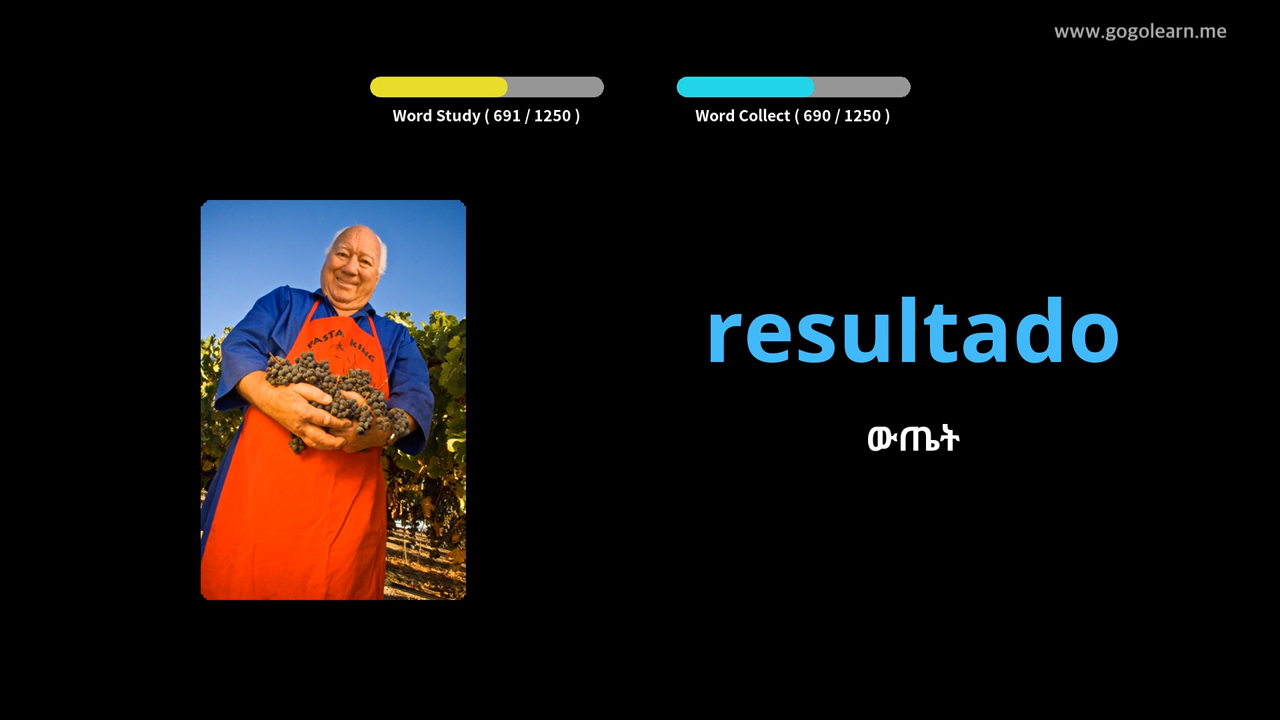 www.gogolearn.me
Word Study ( 691 / 1250 )
Word Collect ( 690 / 1250 )
PASTA KING
resultado
ውጤት